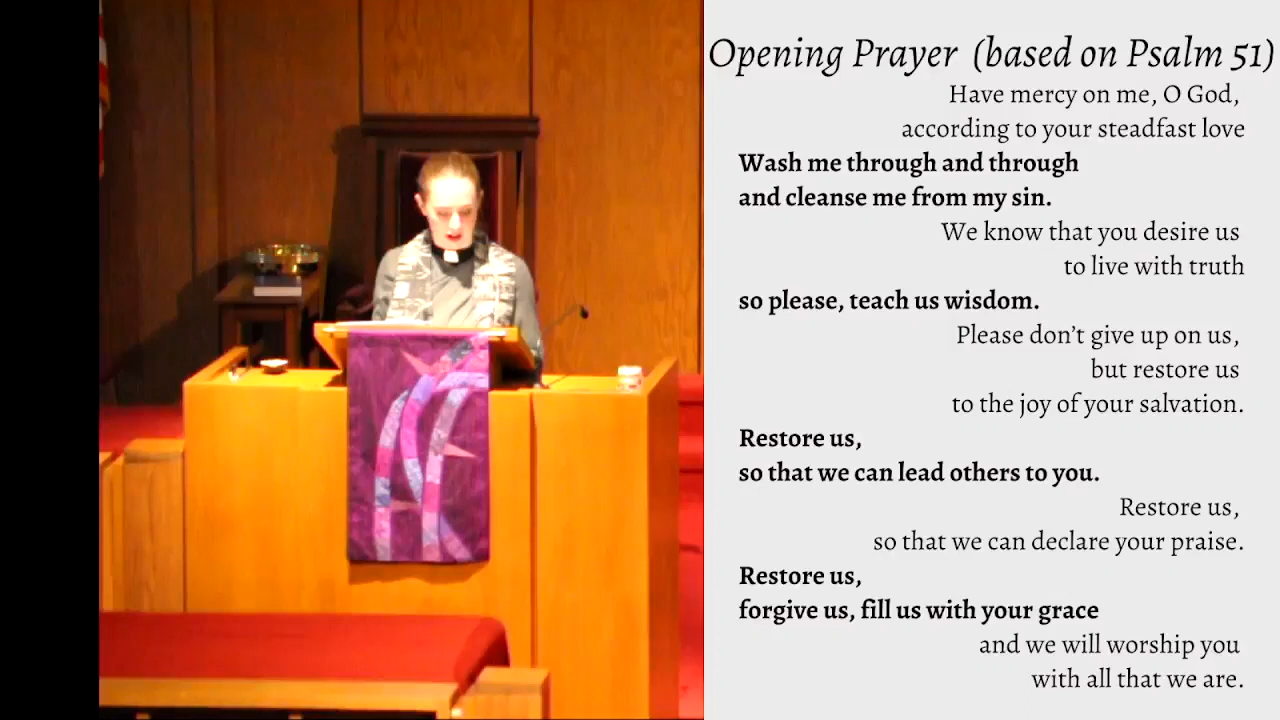 Opening Prayer (based on Psalm 51)
Have mercy on me, O God,
according to your steadfast love
Wash me through and through
and cleanse me from my sin.
We know that you desire us
to live with truth
so please, teach us wisdom.
Please don't give up on us,
but restore us
to the joy of your salvation.
Restore us,
so that we can lead others to you.
Restore us,
so that we can declare your praise.
Restore us,
forgive us, fill us with your grace
and we will worship you
with all that we are.